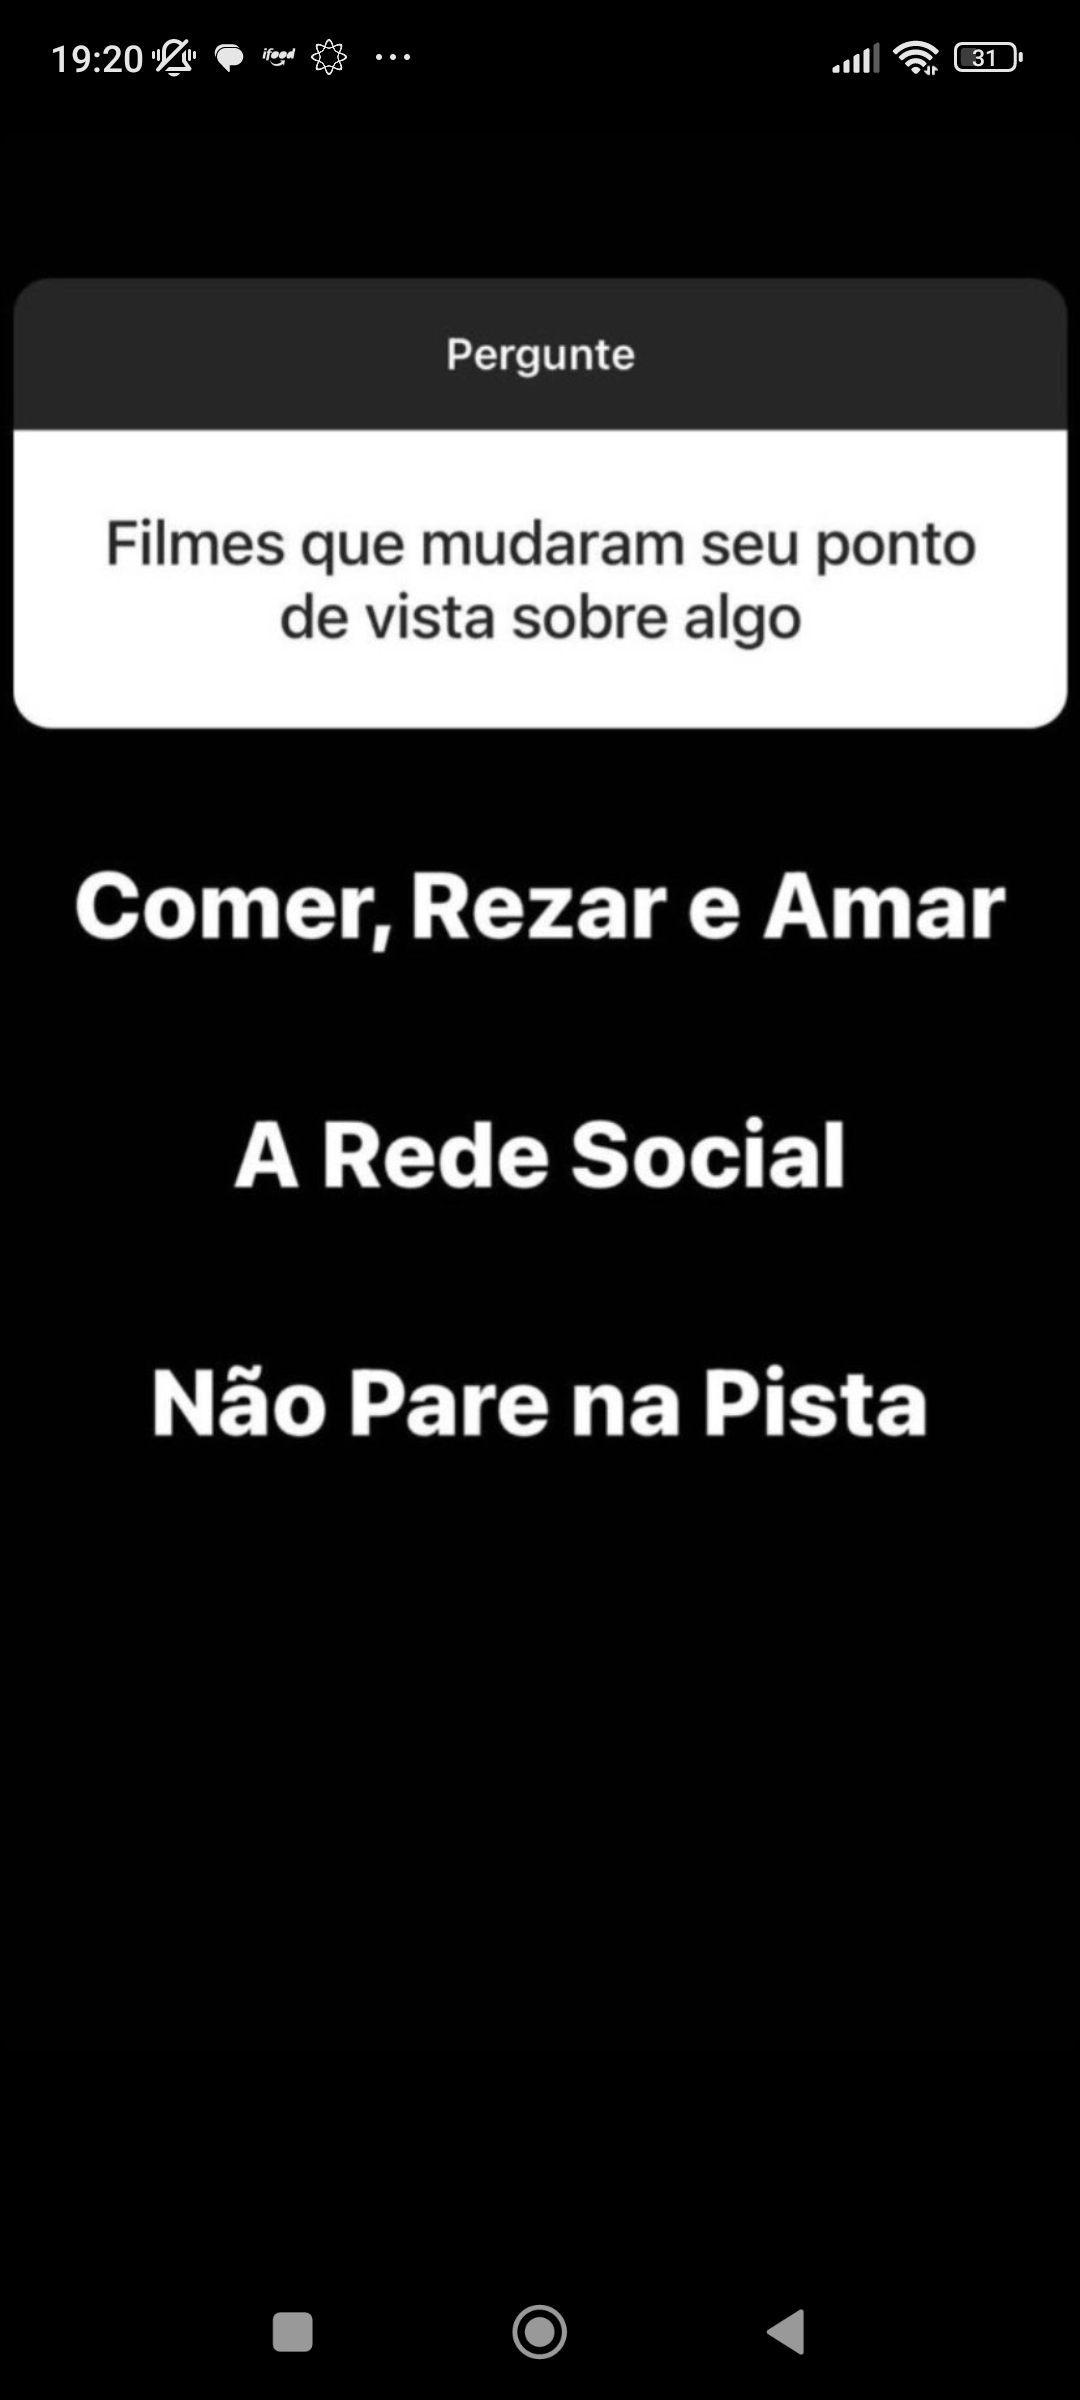 19:20
ifood
31
Pergunte
Filmes que mudaram seu ponto
de vista sobre algo
Comer, Rezar e Amar
A Rede Social
Não Pare na Pista